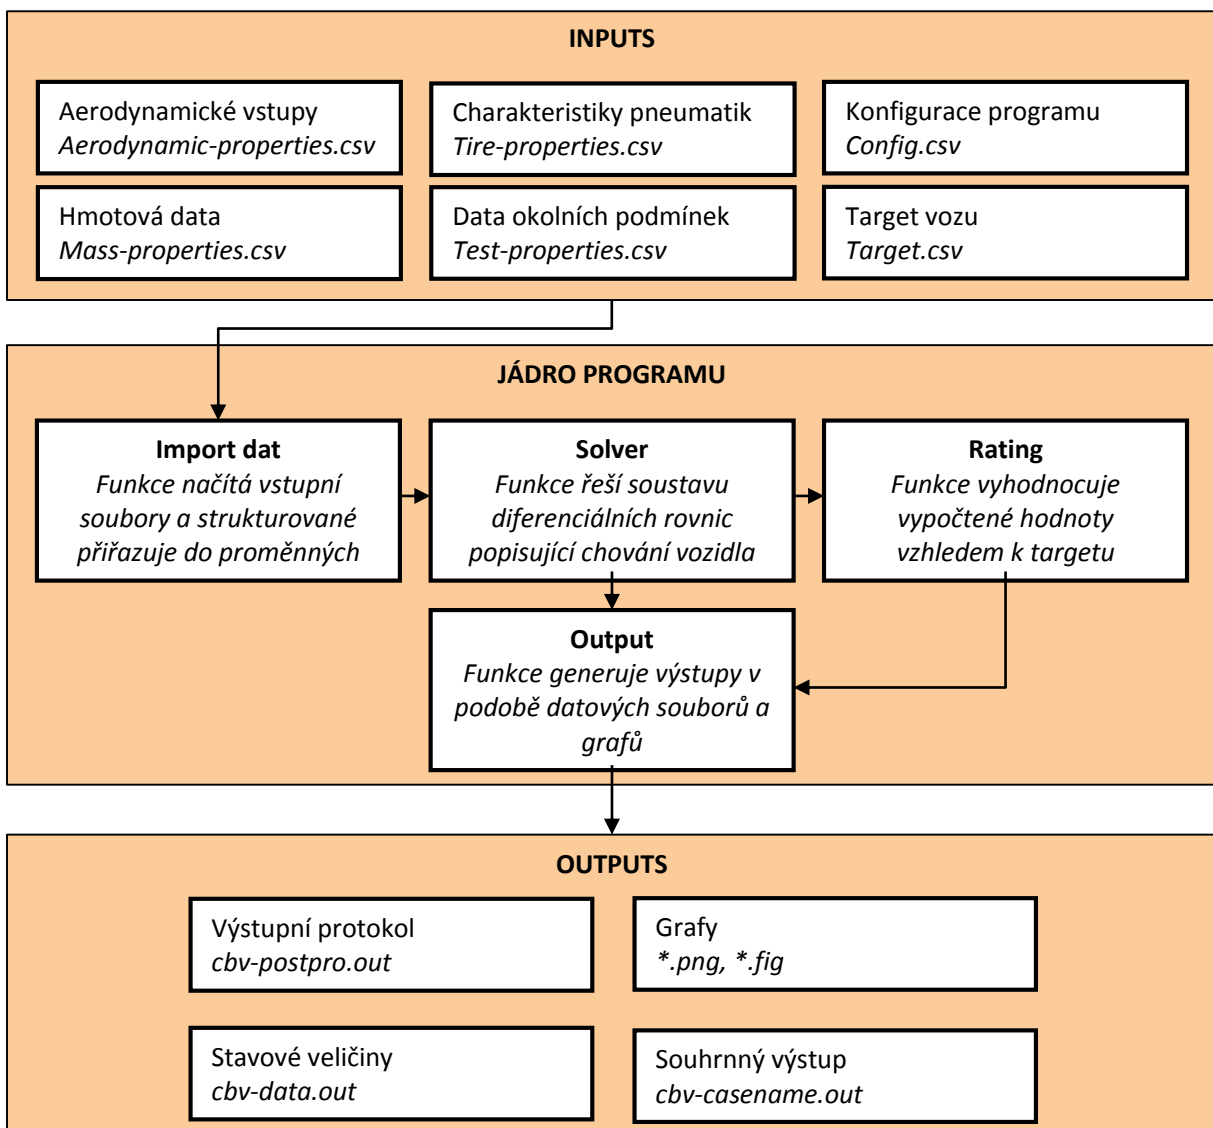 INPUTS
Aerodynamické vstupy
Aerodynamic-properties.csv
Charakteristiky pneumatik
Tire-properties.csv
Konfigurace programu
Config.csv
Hmotová data
Mass-properties.csv
Data okolních podmínek
Test-properties.csv
Target vozu
Target.csv
JÁDRO PROGRAMU
Import dat
Funkce načítá vstupní
soubory a strukturované
přiřazuje do proměnných
Solver
Funkce řeší soustavu
diferenciálních rovnic
popisující chování vozidla
Rating
Funkce vyhodnocuje
vypočtené hodnoty
vzhledem k targetu
Output
Funkce generuje výstupy v
podobě datových souborů a
grafů
OUTPUTS
Výstupní protokol
cbv-postpro.out
Grafy
*.png, *.fig
Stavové veličiny
cbv-data.out
Souhrnný výstup
cbv-casename.out